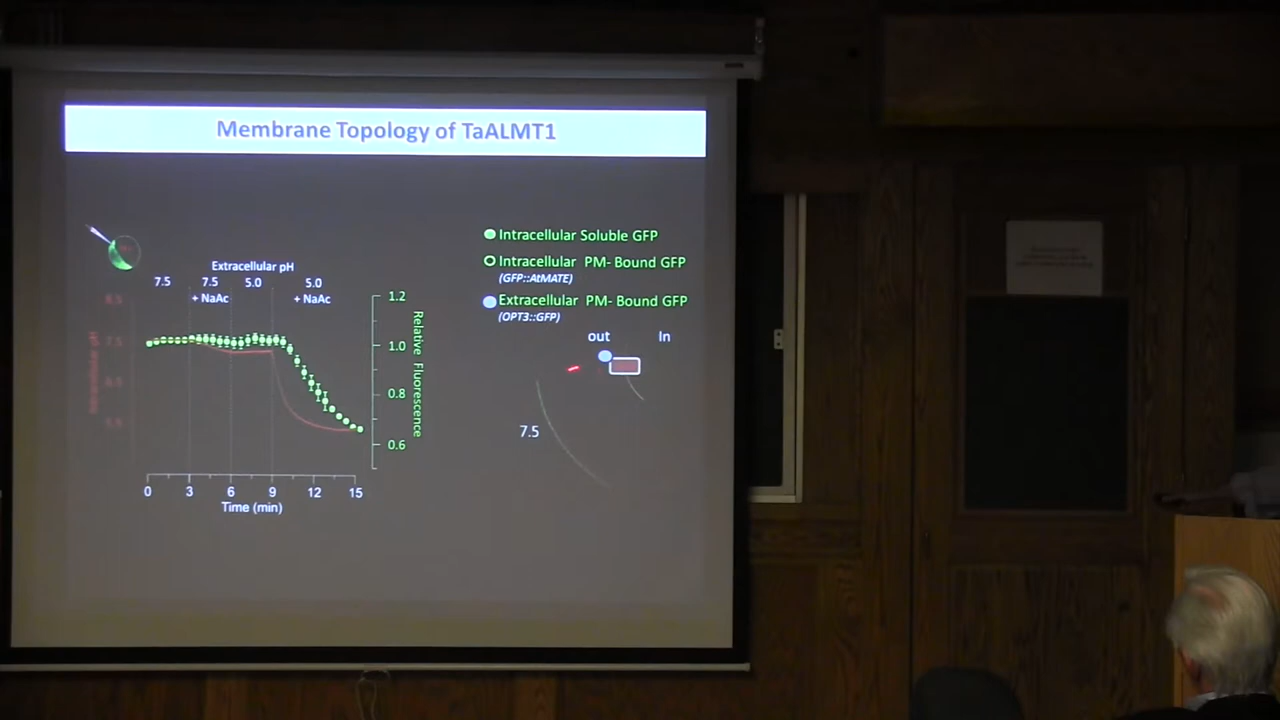 Membrane Topology of TaALMT1
Intracellular Soluble GFP
Intracellular PM- Bound GFP
(GFP::AtMATE)
Extracellular PM- Bound GFP
(OPT3::GFP)
out In
7.5
Extracellular pH
7.5 7.5 5.0 5.0
+ NaAc + NaAc
1.2
1.0
0.8
0.6
Relative Fluorescence
0 3 6 9 12 15
Time (min)